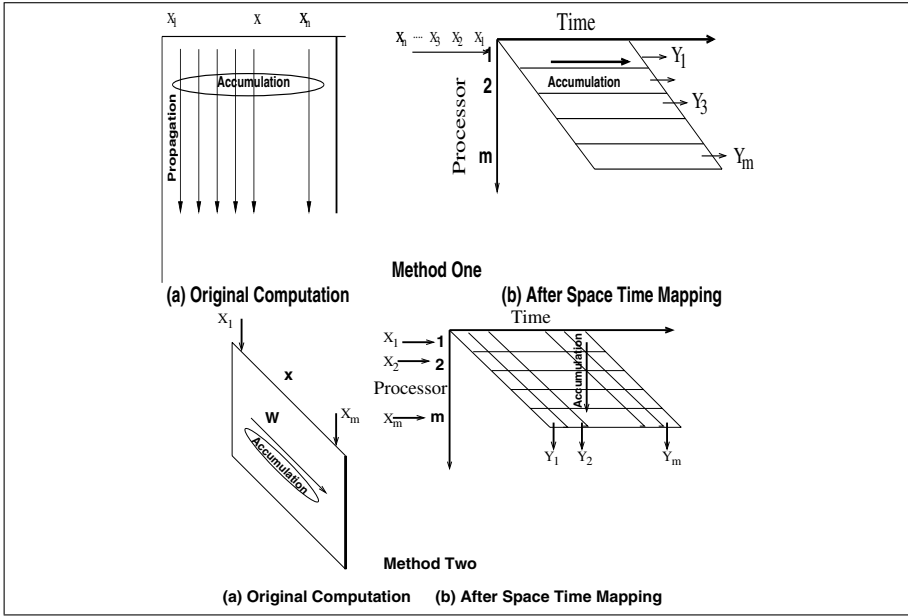 X1 X Xn
Accumulation
Propagation
Time
Xn .... X3 X2 X1
1
Y1
Accumulation
2
Y3
Processor
m
Ym
Method One
(a) Original Computation (b) After Space Time Mapping
X1
X
W
Accumulation
Xm
Time
X1 1
X2 2
Processor
Xm m
Accumulation
Y1 Y2 Ym
Method Two
(a) Original Computation (b) After Space Time Mapping